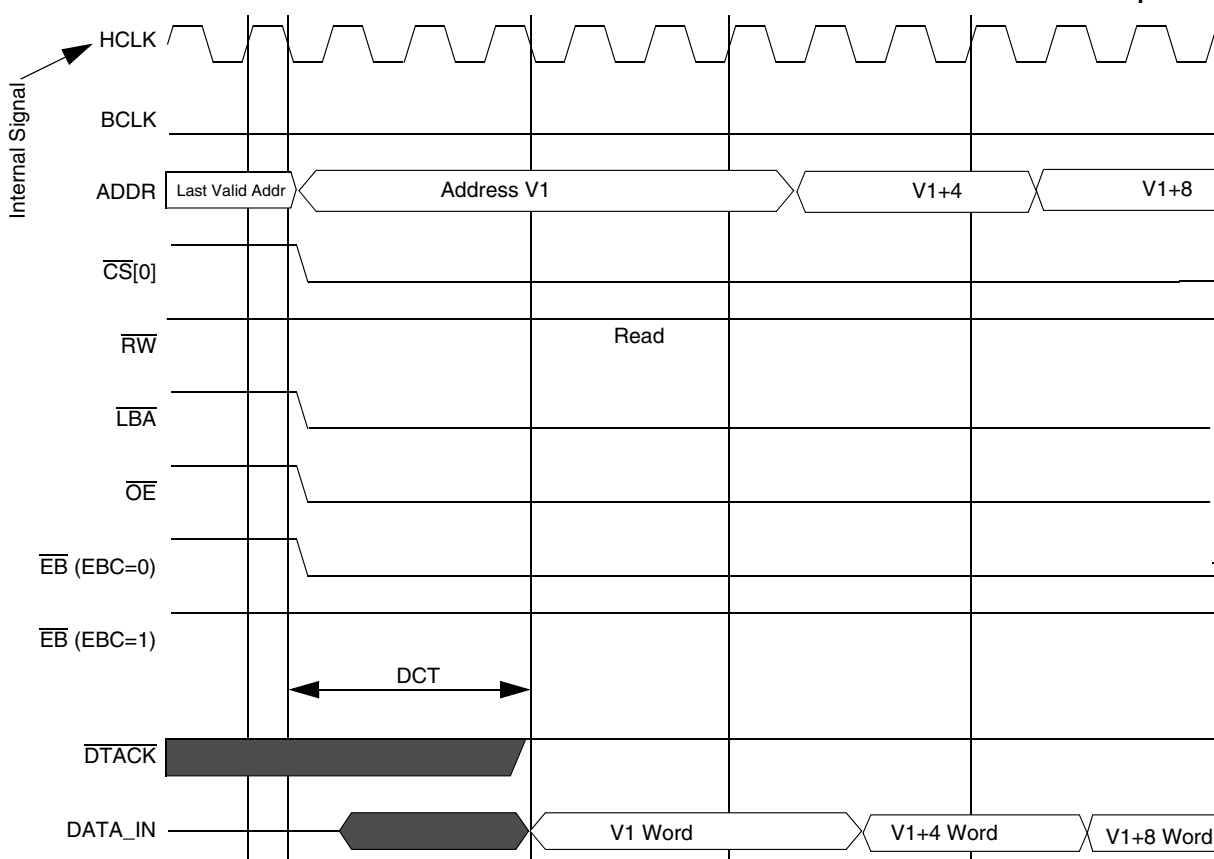 HCLK
Internal Signal
BCLK
ADDR Last Valid Addr Address V1 V1+4 V1+8
CS[0]
RW Read
LBA
OE
EB (EBC=0)
EB (EBC=1)
DCT
DTACK
DATA_IN V1 Word V1+4 Word V1+8 Word